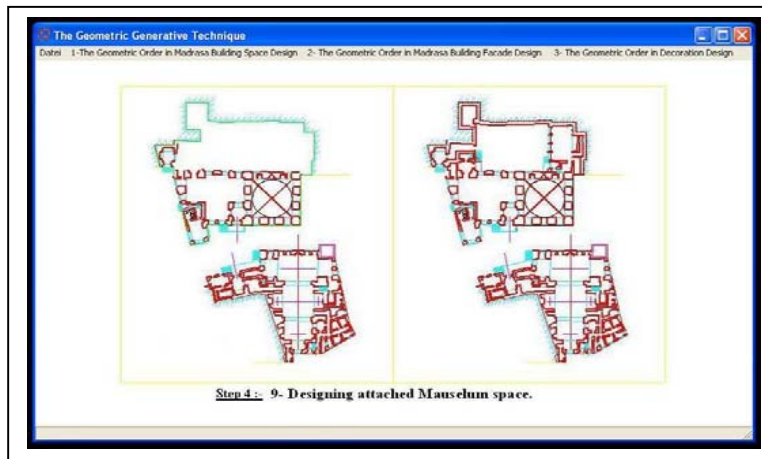 The Geometric Generative Technique
Datei 1-The Geometric Order in Madrasa Building Space Design 2- The Geometric Order in Madrasa Building Facade Design 3- The Geometric Order in Decoration Design
Step 4 :- 9- Designing attached Mauselum space.